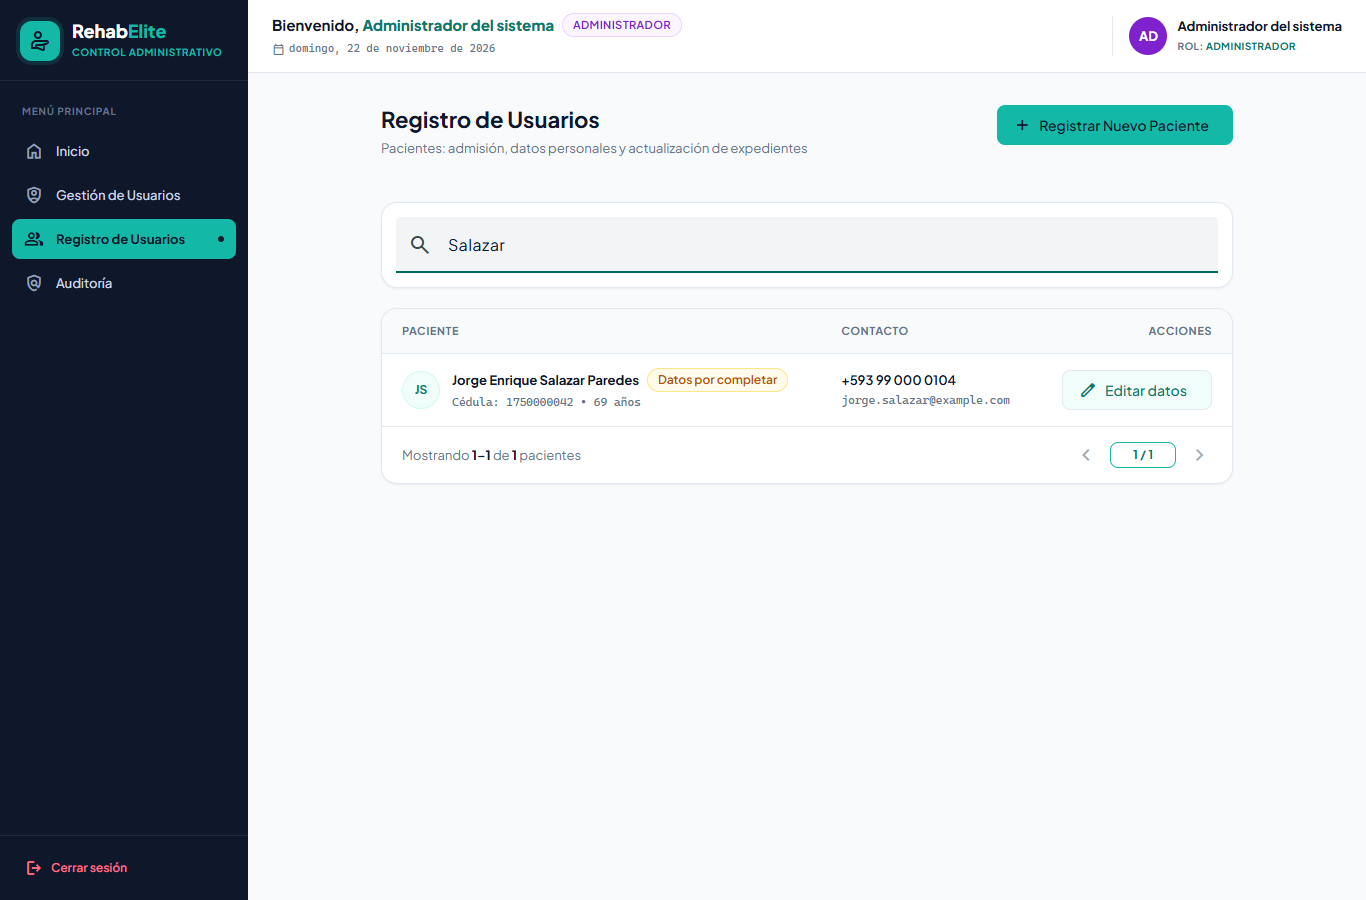 RehabElite
CONTROL ADMINISTRATIVO
MENÚ PRINCIPAL
Inicio
Gestión de Usuarios
Registro de Usuarios
Auditoría
Cerrar sesión
Bienvenido, Administrador del sistema ADMINISTRADOR
domingo, 22 de noviembre de 2026
AD
Administrador del sistema
ROL: ADMINISTRADOR
Registro de Usuarios
Pacientes: admisión, datos personales y actualización de expedientes
+ Registrar Nuevo Paciente
Salazar
PACIENTE CONTACTO ACCIONES
JS
Jorge Enrique Salazar Paredes Datos por completar
Cédula: 1750000042 • 69 años
+593 99 000 0104
jorge.salazar@example.com
Editar datos
Mostrando 1–1 de 1 pacientes
1 / 1